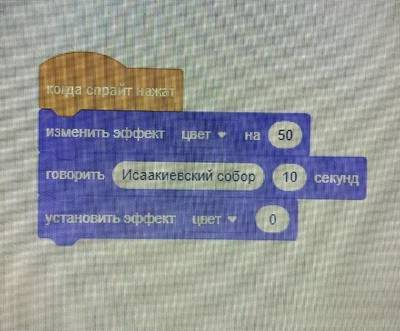 когда спрайт нажат
изменить эффект цвет на 50
говорить Исаакиевский собор 10 секунд
установить эффект цвет 0